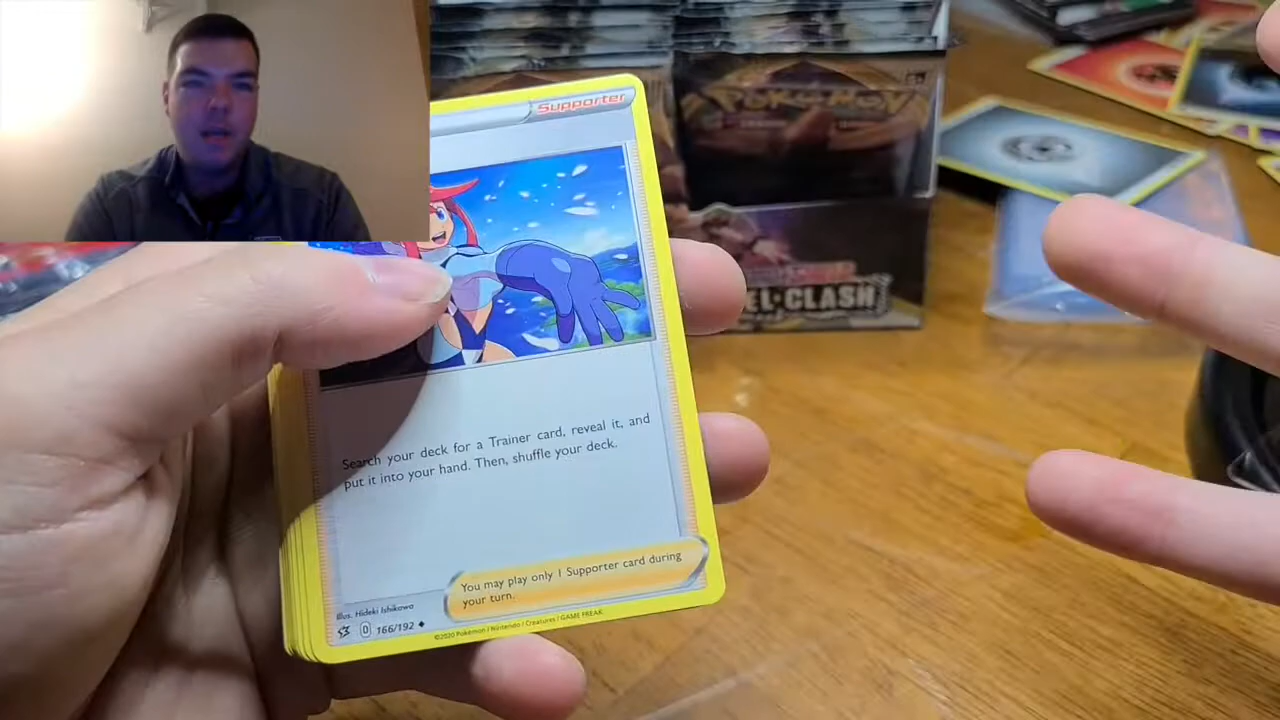 Supporter
POKéMON
EL·CLASH
Search your deck for a Trainer card, reveal it, and
put it into your hand. Then, shuffle your deck.
You may play only 1 Supporter card during
your turn.
Illus. Hideki Ishikawa
D 166/192
©2020 Pokémon / Nintendo / Creatures / GAME FREAK